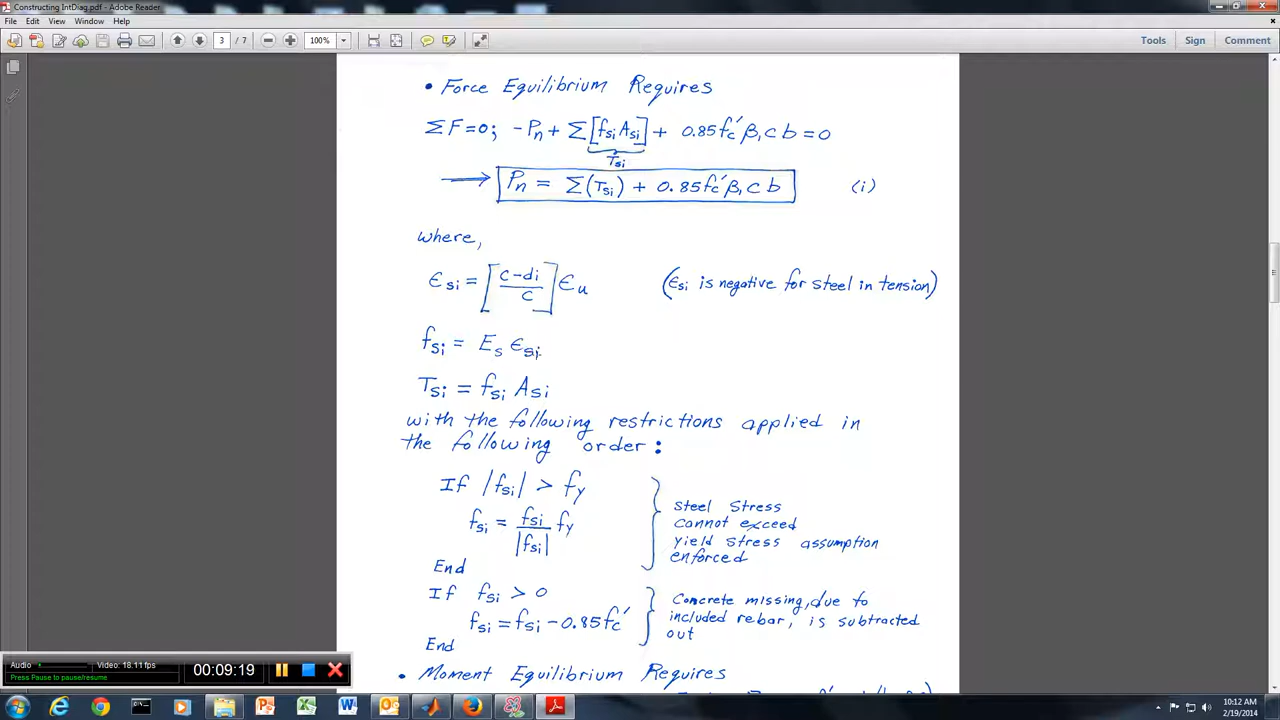 Constructing IntDiag.pdf - Adobe Reader
File Edit View Window Help
3 / 7 100% Tools Sign Comment
• Force Equilibrium Requires
ΣF=0; -Pn + Σ[fsi Asi] + 0.85fc' β1 c b = 0
Tsi
→ Pn = Σ(Tsi) + 0.85fc' β1 c b (i)
where,
ϵsi = [c-di / c] ϵu (ϵsi is negative for steel in tension)
fsi = Es ϵsi
Tsi = fsi Asi
with the following restrictions applied in
the following order:
If |fsi| > fy
fsi = fsi / |fsi| fy
End
Steel Stress
cannot exceed
yield stress assumption
enforced
If fsi > 0
fsi = fsi - 0.85fc'
End
Concrete missing, due to
included rebar, is subtracted
out
• Moment Equilibrium Requires
Audio Video: 18.11 fps 00:09:19
Press Pause to pause/resume
10:12 AM
2/19/2014